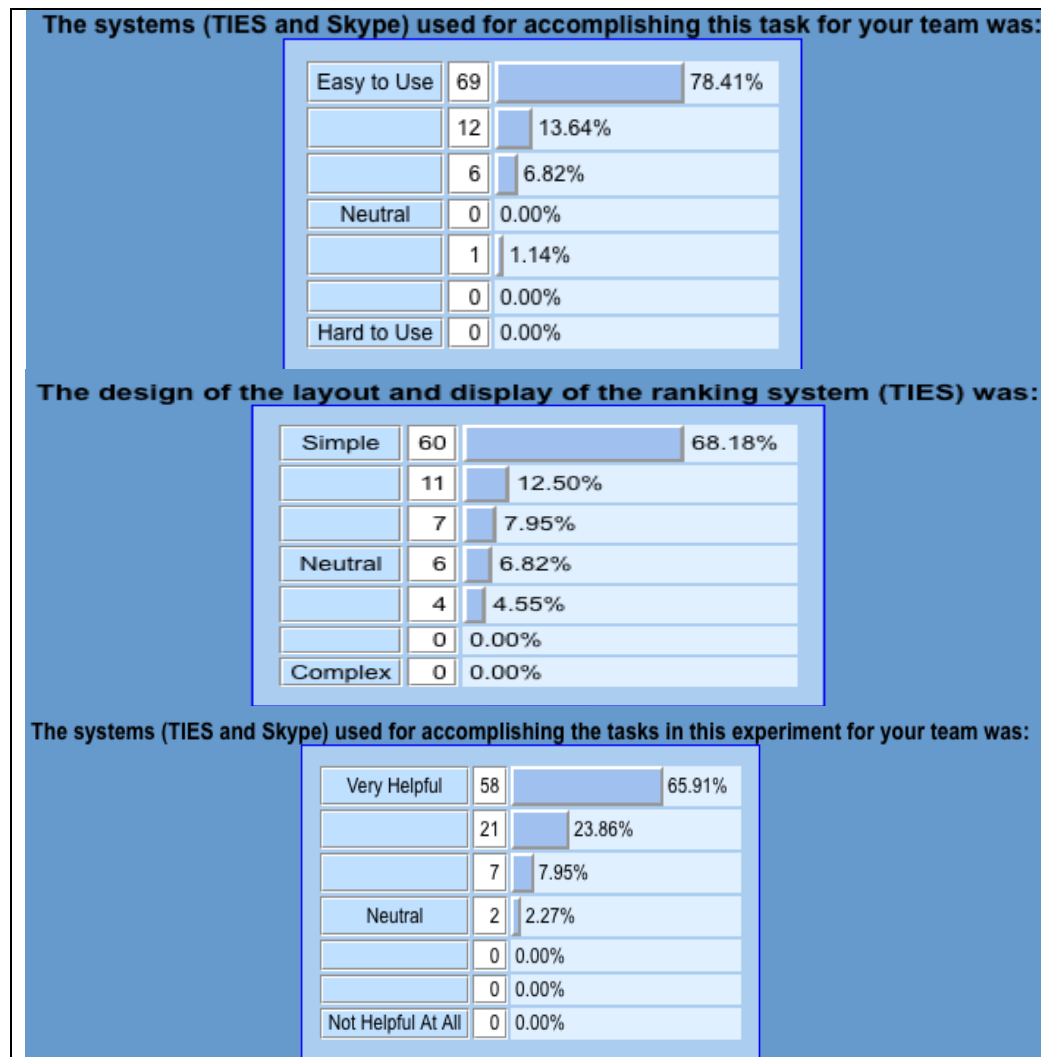 The systems (TIES and Skype) used for accomplishing this task for your team was:
Easy to Use 69 78.41%
12 13.64%
6 6.82%
Neutral 0 0.00%
1 1.14%
0 0.00%
Hard to Use 0 0.00%
The design of the layout and display of the ranking system (TIES) was:
Simple 60 68.18%
11 12.50%
7 7.95%
Neutral 6 6.82%
4 4.55%
0 0.00%
Complex 0 0.00%
The systems (TIES and Skype) used for accomplishing the tasks in this experiment for your team was:
Very Helpful 58 65.91%
21 23.86%
7 7.95%
Neutral 2 2.27%
0 0.00%
0 0.00%
Not Helpful At All 0 0.00%